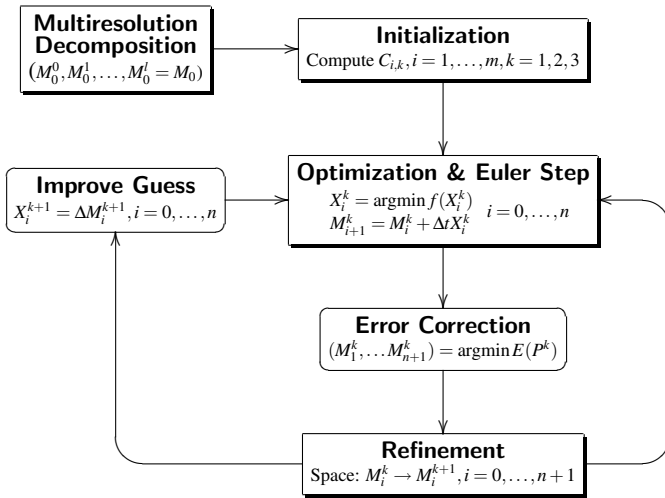 Multiresolution
Decomposition
(M_0^0, M_0^1, ..., M_0^l = M_0)
Initialization
Compute C_{i,k}, i = 1, ..., m, k = 1, 2, 3
Improve Guess
X_i^{k+1} = ΔM_i^{k+1}, i = 0, ..., n
Optimization & Euler Step
X_i^k = argmin f(X_i^k)
M_{i+1}^k = M_i^k + ΔtX_i^k
i = 0, ..., n
Error Correction
(M_1^k, ... M_{n+1}^k) = argmin E(P^k)
Refinement
Space: M_i^k → M_i^{k+1}, i = 0, ..., n + 1